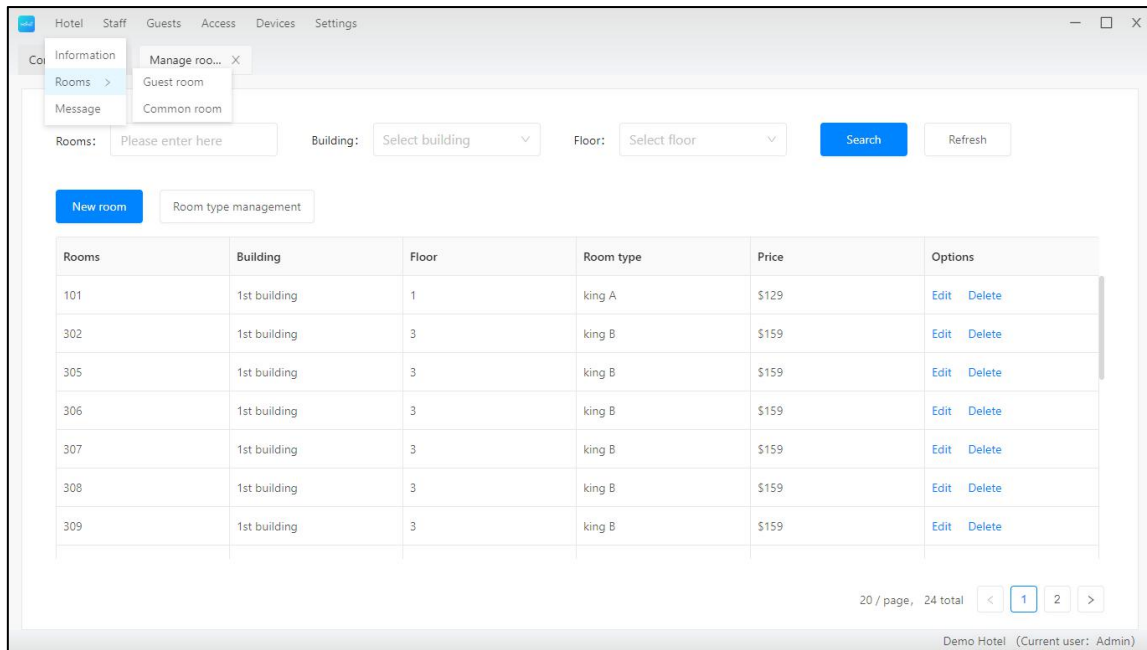 Hotel Staff Guests Access Devices Settings
Information
Manage roo...
Rooms >
Guest room
Message
Common room
Rooms: Please enter here Building: Select building Floor: Select floor Search Refresh
New room Room type management
Rooms Building Floor Room type Price Options
101 1st building 1 king A $129 Edit Delete
302 1st building 3 king B $159 Edit Delete
305 1st building 3 king B $159 Edit Delete
306 1st building 3 king B $159 Edit Delete
307 1st building 3 king B $159 Edit Delete
308 1st building 3 king B $159 Edit Delete
309 1st building 3 king B $159 Edit Delete
20 / page, 24 total < 1 2 >
Demo Hotel (Current user: Admin)